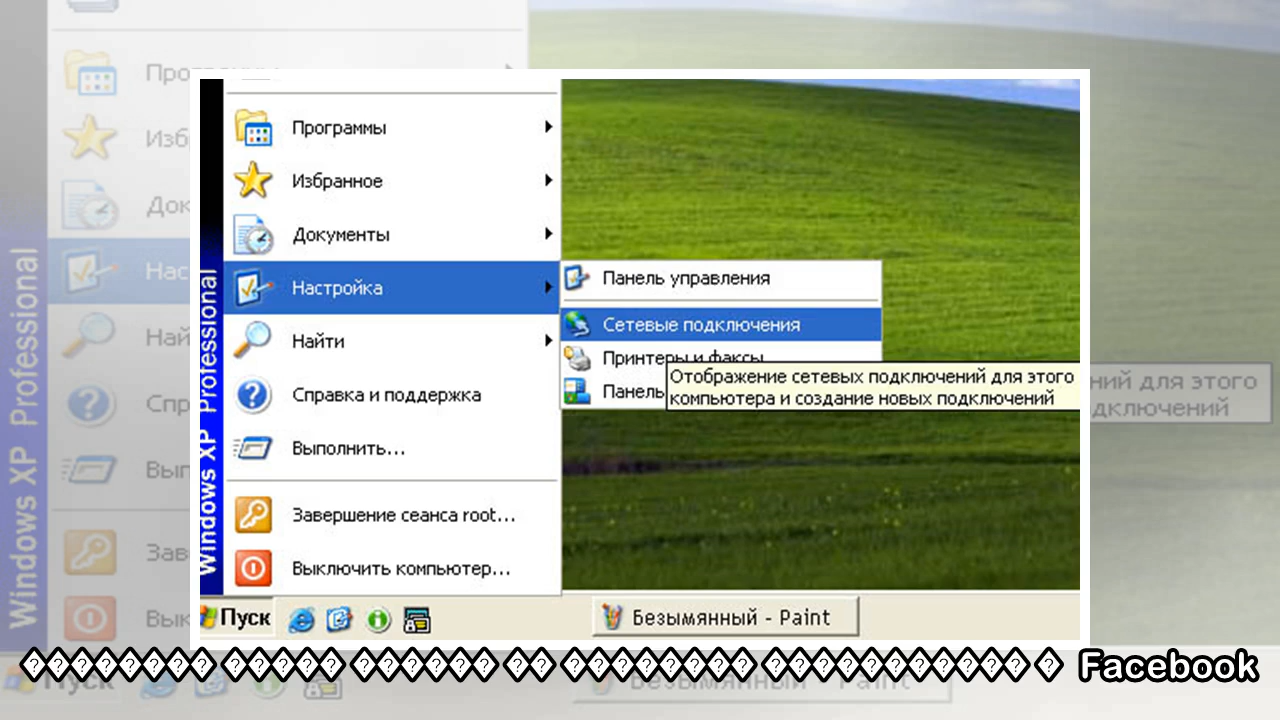 Программы
Избранное
Документы
Настройка
Найти
Справка и поддержка
Выполнить...
Завершение сеанса root...
Выключить компьютер...
Windows XP Professional
Панель управления
Сетевые подключения
Принтеры и факсы
Панель
Отображение сетевых подключений для этого
компьютера и создание новых подключений
Пуск
Безымянный - Paint
Facebook